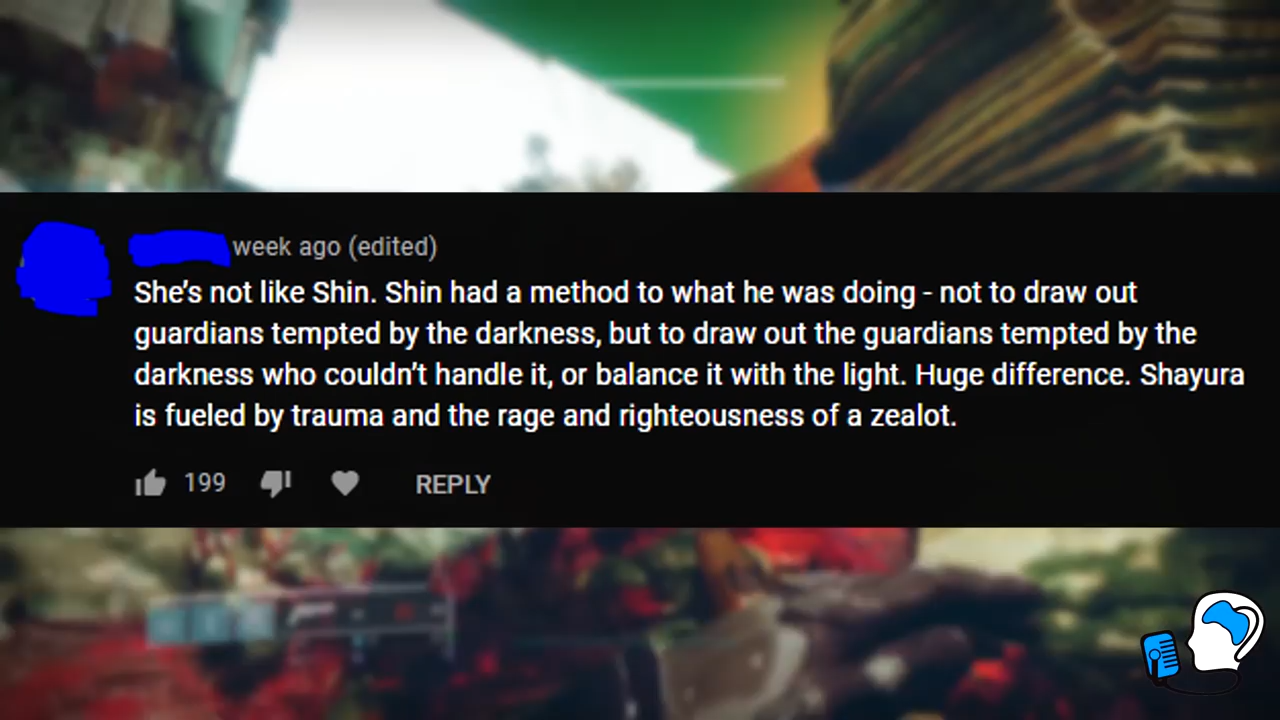 week ago (edited)
She's not like Shin. Shin had a method to what he was doing - not to draw out
guardians tempted by the darkness, but to draw out the guardians tempted by the
darkness who couldn't handle it, or balance it with the light. Huge difference. Shayura
is fueled by trauma and the rage and righteousness of a zealot.
199 REPLY